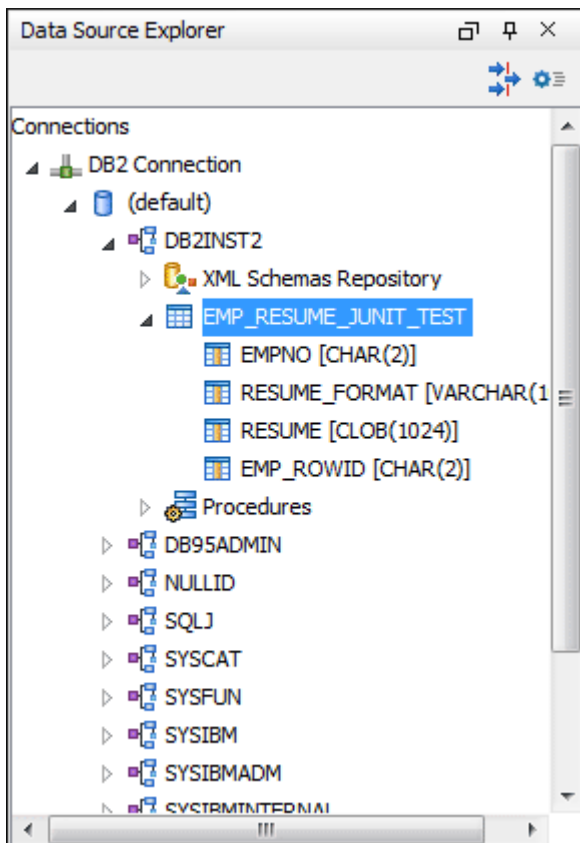 Data Source Explorer
Connections
DB2 Connection
(default)
DB2INST2
XML Schemas Repository
EMP_RESUME_JUNIT_TEST
EMPNO [CHAR(2)]
RESUME_FORMAT [VARCHAR(1
RESUME [CLOB(1024)]
EMP_ROWID [CHAR(2)]
Procedures
DB95ADMIN
NULLID
SQLJ
SYSCAT
SYSFUN
SYSIBM
SYSIBMADM
SYSIBMINTERNAL